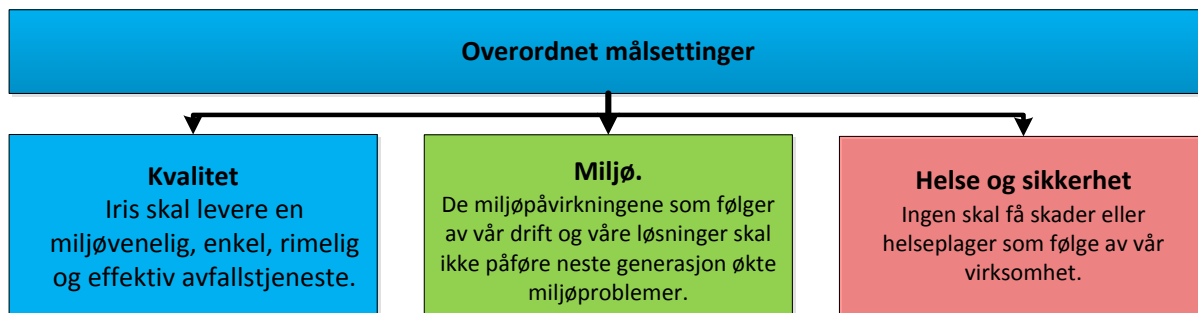 Overordnet målsettinger
Kvalitet
Iris skal levere en
miljøvenelig, enkel, rimelig
og effektiv avfallstjeneste.
Miljø.
De miljøpåvirkningene som følger
av vår drift og våre løsninger skal
ikke påføre neste generasjon økte
miljøproblemer.
Helse og sikkerhet
Ingen skal få skader eller
helseplager som følge av vår
virksomhet.